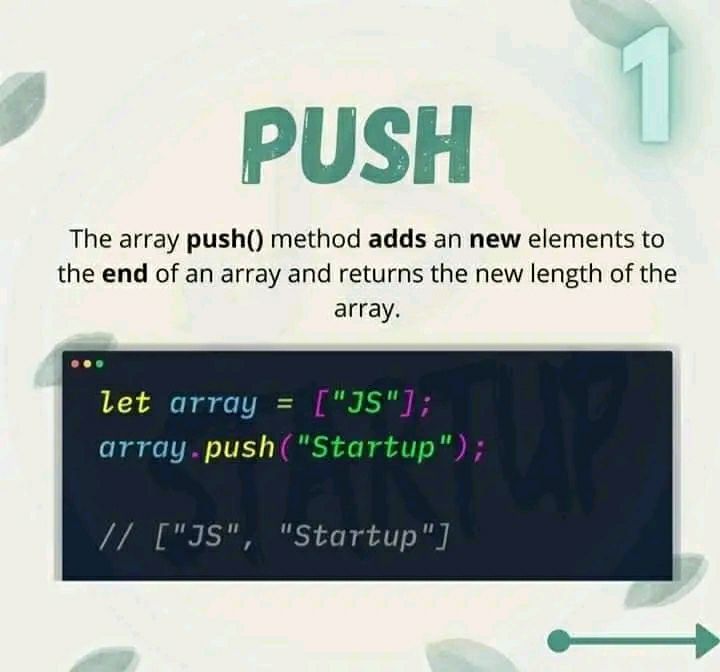 1
PUSH
The array push() method adds an new elements to
the end of an array and returns the new length of the
array.
let array = ["JS"];
array.push("Startup");
// ["JS", "Startup"]
STARTUP